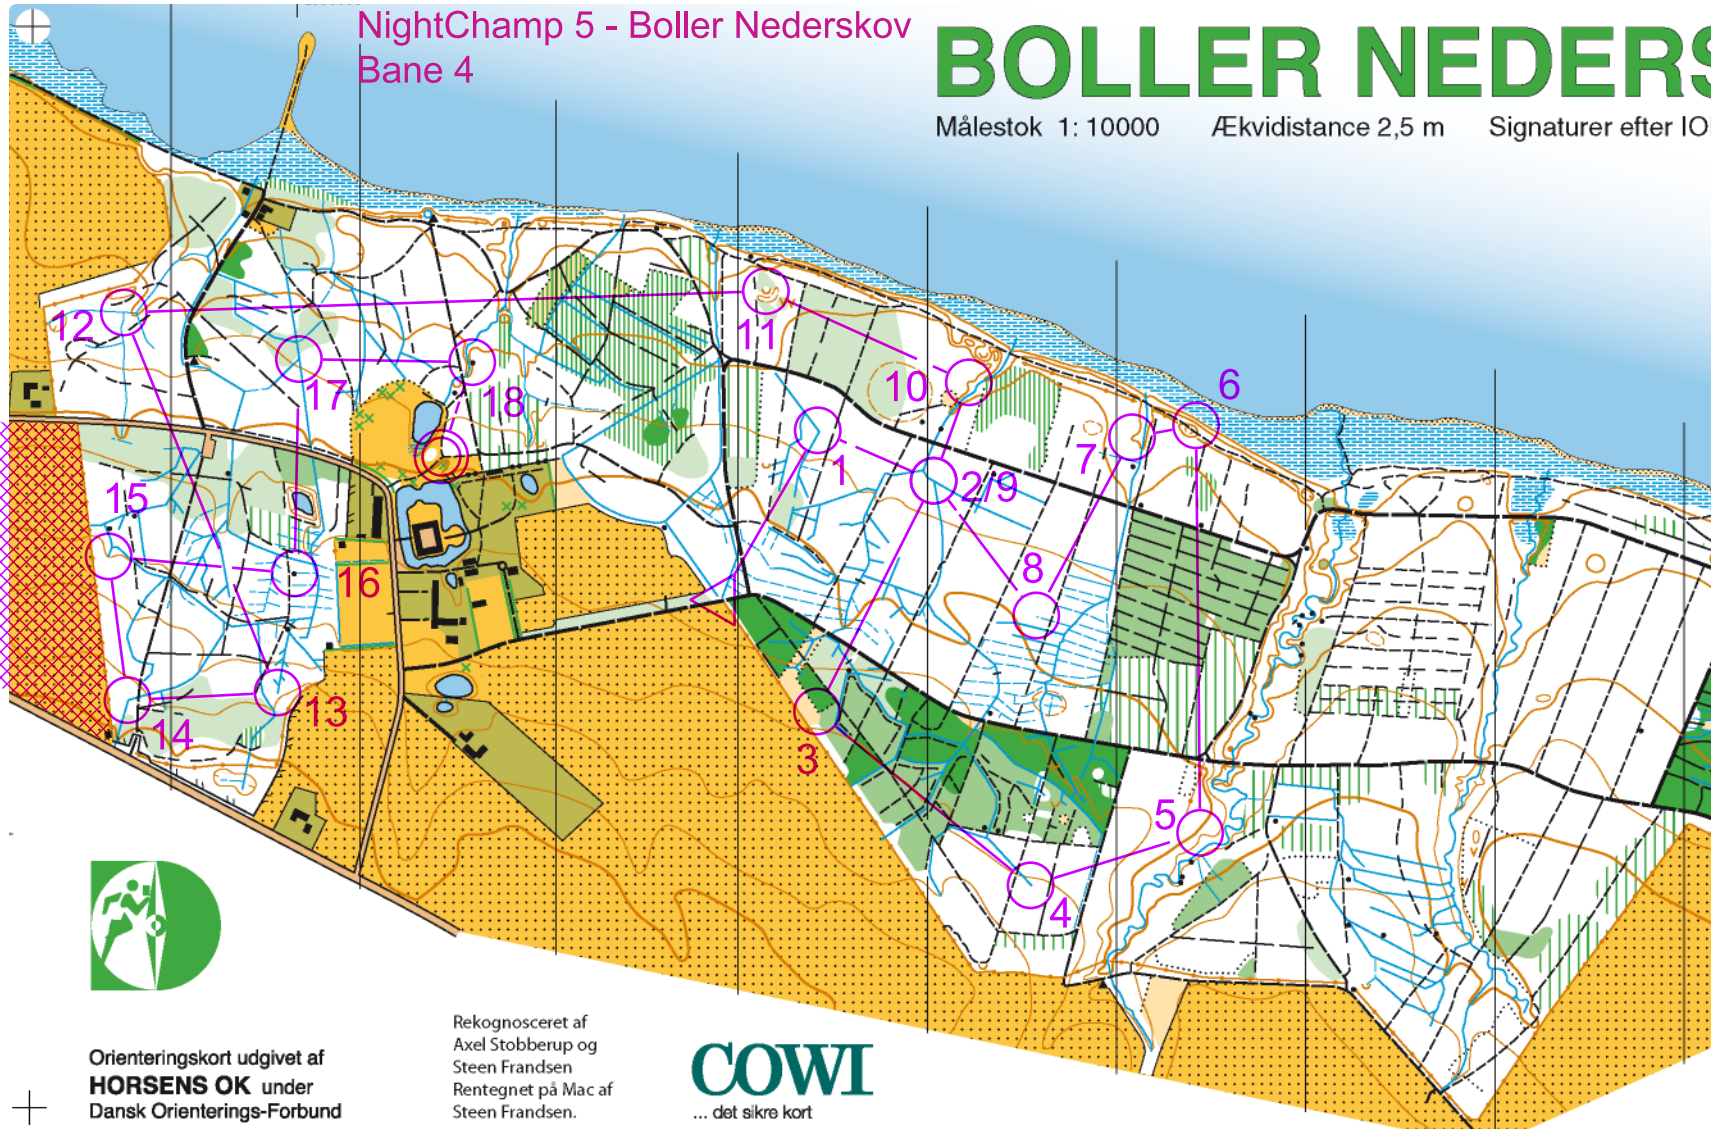 NightChamp 5 - Boller Nederskov
Bane 4
BOLLER NEDERS
Målestok 1: 10000 Ækvidistance 2,5 m Signaturer efter IO
12
11
17
18
10
6
7
1
2/9
15
16
8
13
14
3
5
4
Orienteringskort udgivet af
HORSENS OK under
Dansk Orienterings-Forbund
Rekognosceret af
Axel Stobberup og
Steen Frandsen
Rentegnet på Mac af
Steen Frandsen.
COWI
... det sikre kort